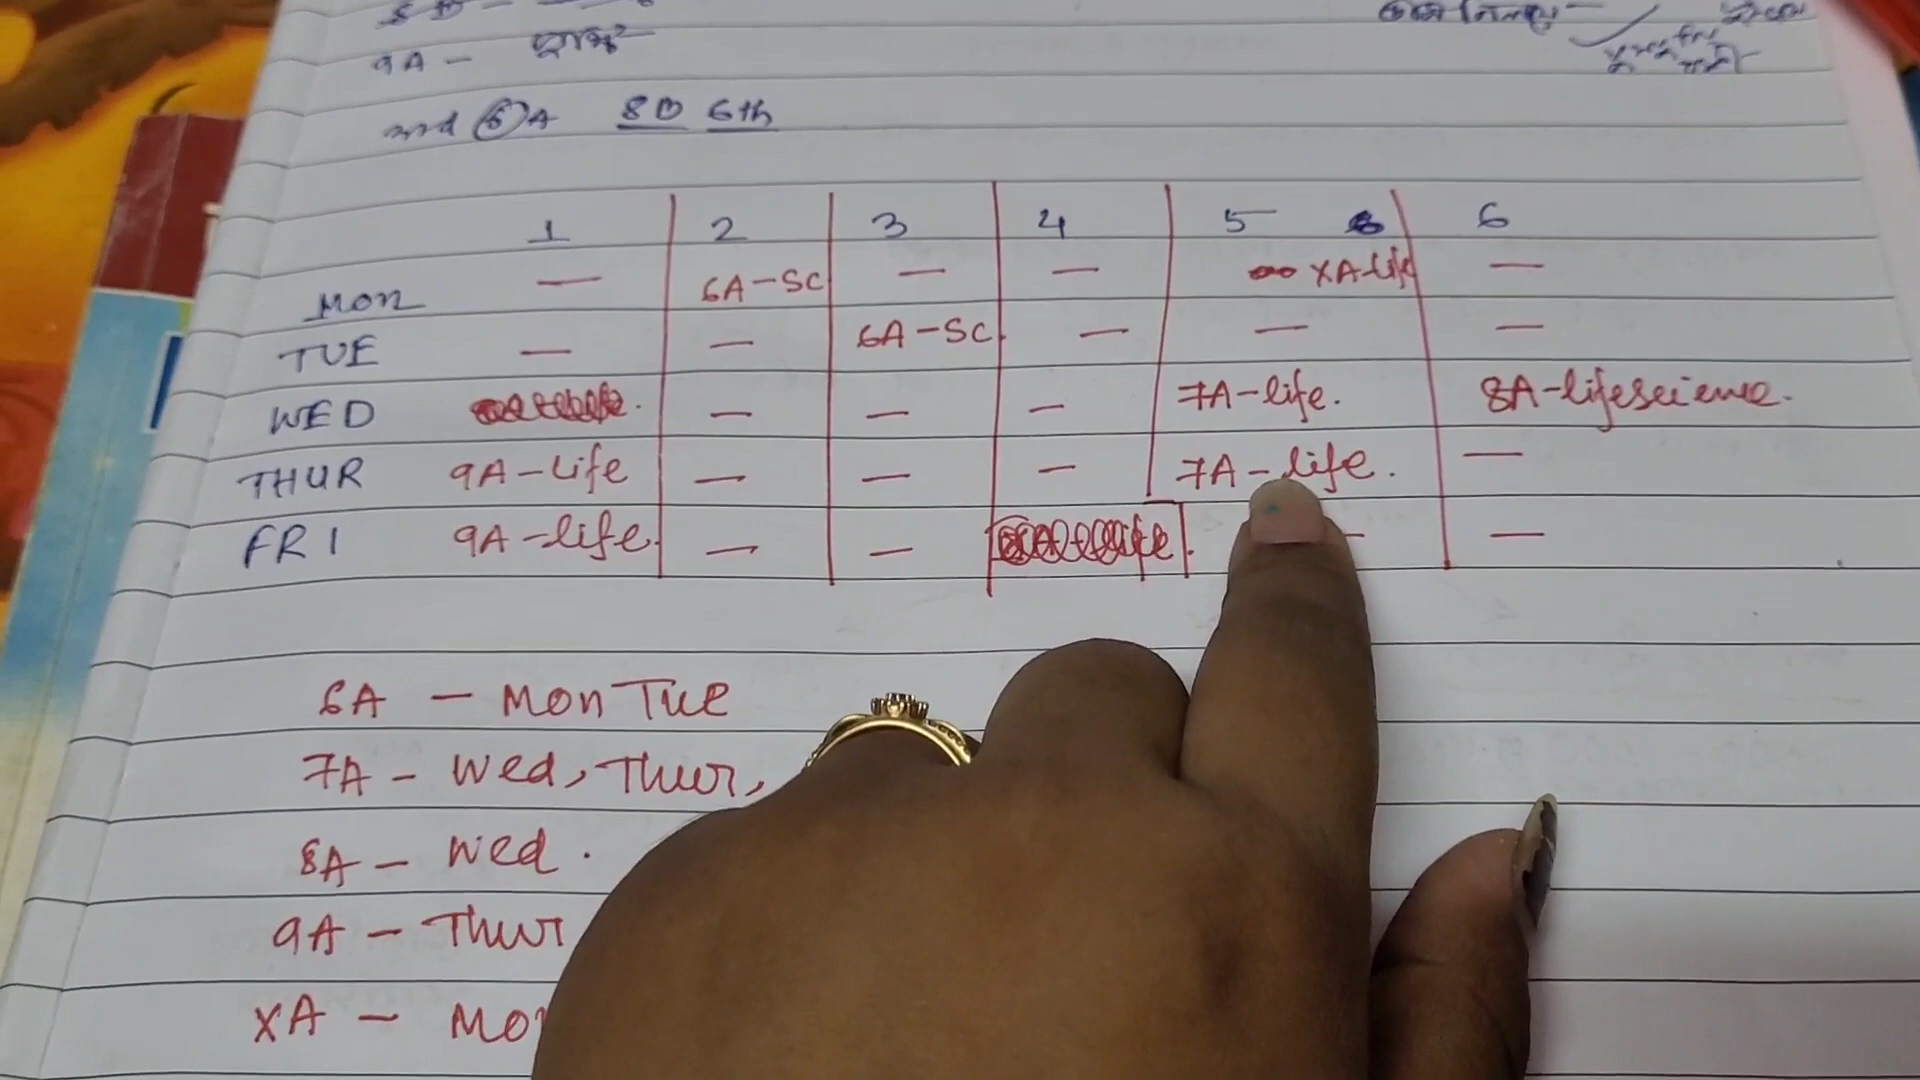 9A -
6A 8B 6th
1 2 3 4 5 6
MON — 6A-SC — — XA-life —
TUE — — 6A-SC — — —
WED — — — 7A-life. 8A-lifescience.
THUR 9A-Life — — — 7A-life. —
FRI 9A-life. — — - —
6A - Mon Tue
7A - Wed, Thur,
8A - Wed.
9A - Thur
XA - Mo